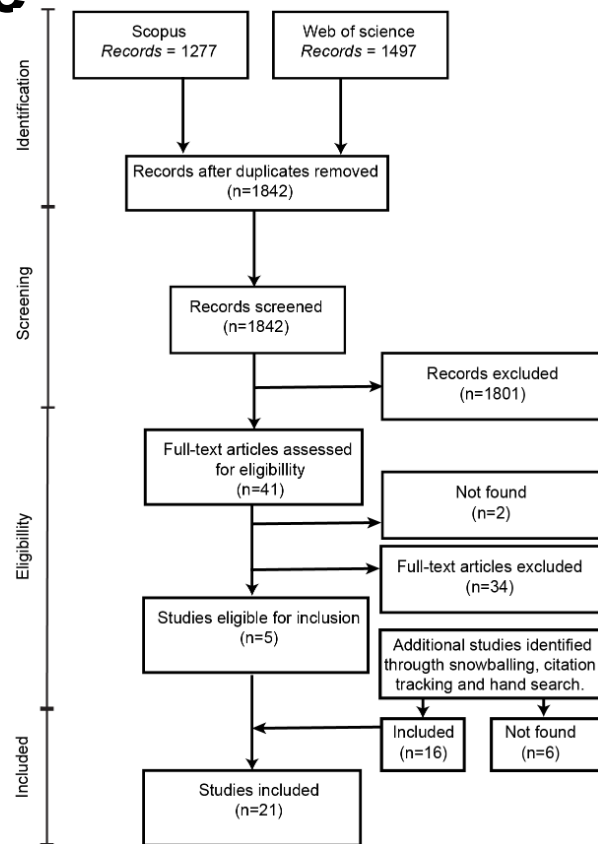 Identification
Scopus
Records = 1277
Web of science
Records = 1497
Records after duplicates removed
(n=1842)
Screening
Records screened
(n=1842)
Records excluded
(n=1801)
Eligibillity
Full-text articles assessed
for eligibillity
(n=41)
Not found
(n=2)
Full-text articles excluded
(n=34)
Studies eligible for inclusion
(n=5)
Additional studies identified
through snowballing, citation
tracking and hand search.
Included
Included
(n=16)
Not found
(n=6)
Studies included
(n=21)